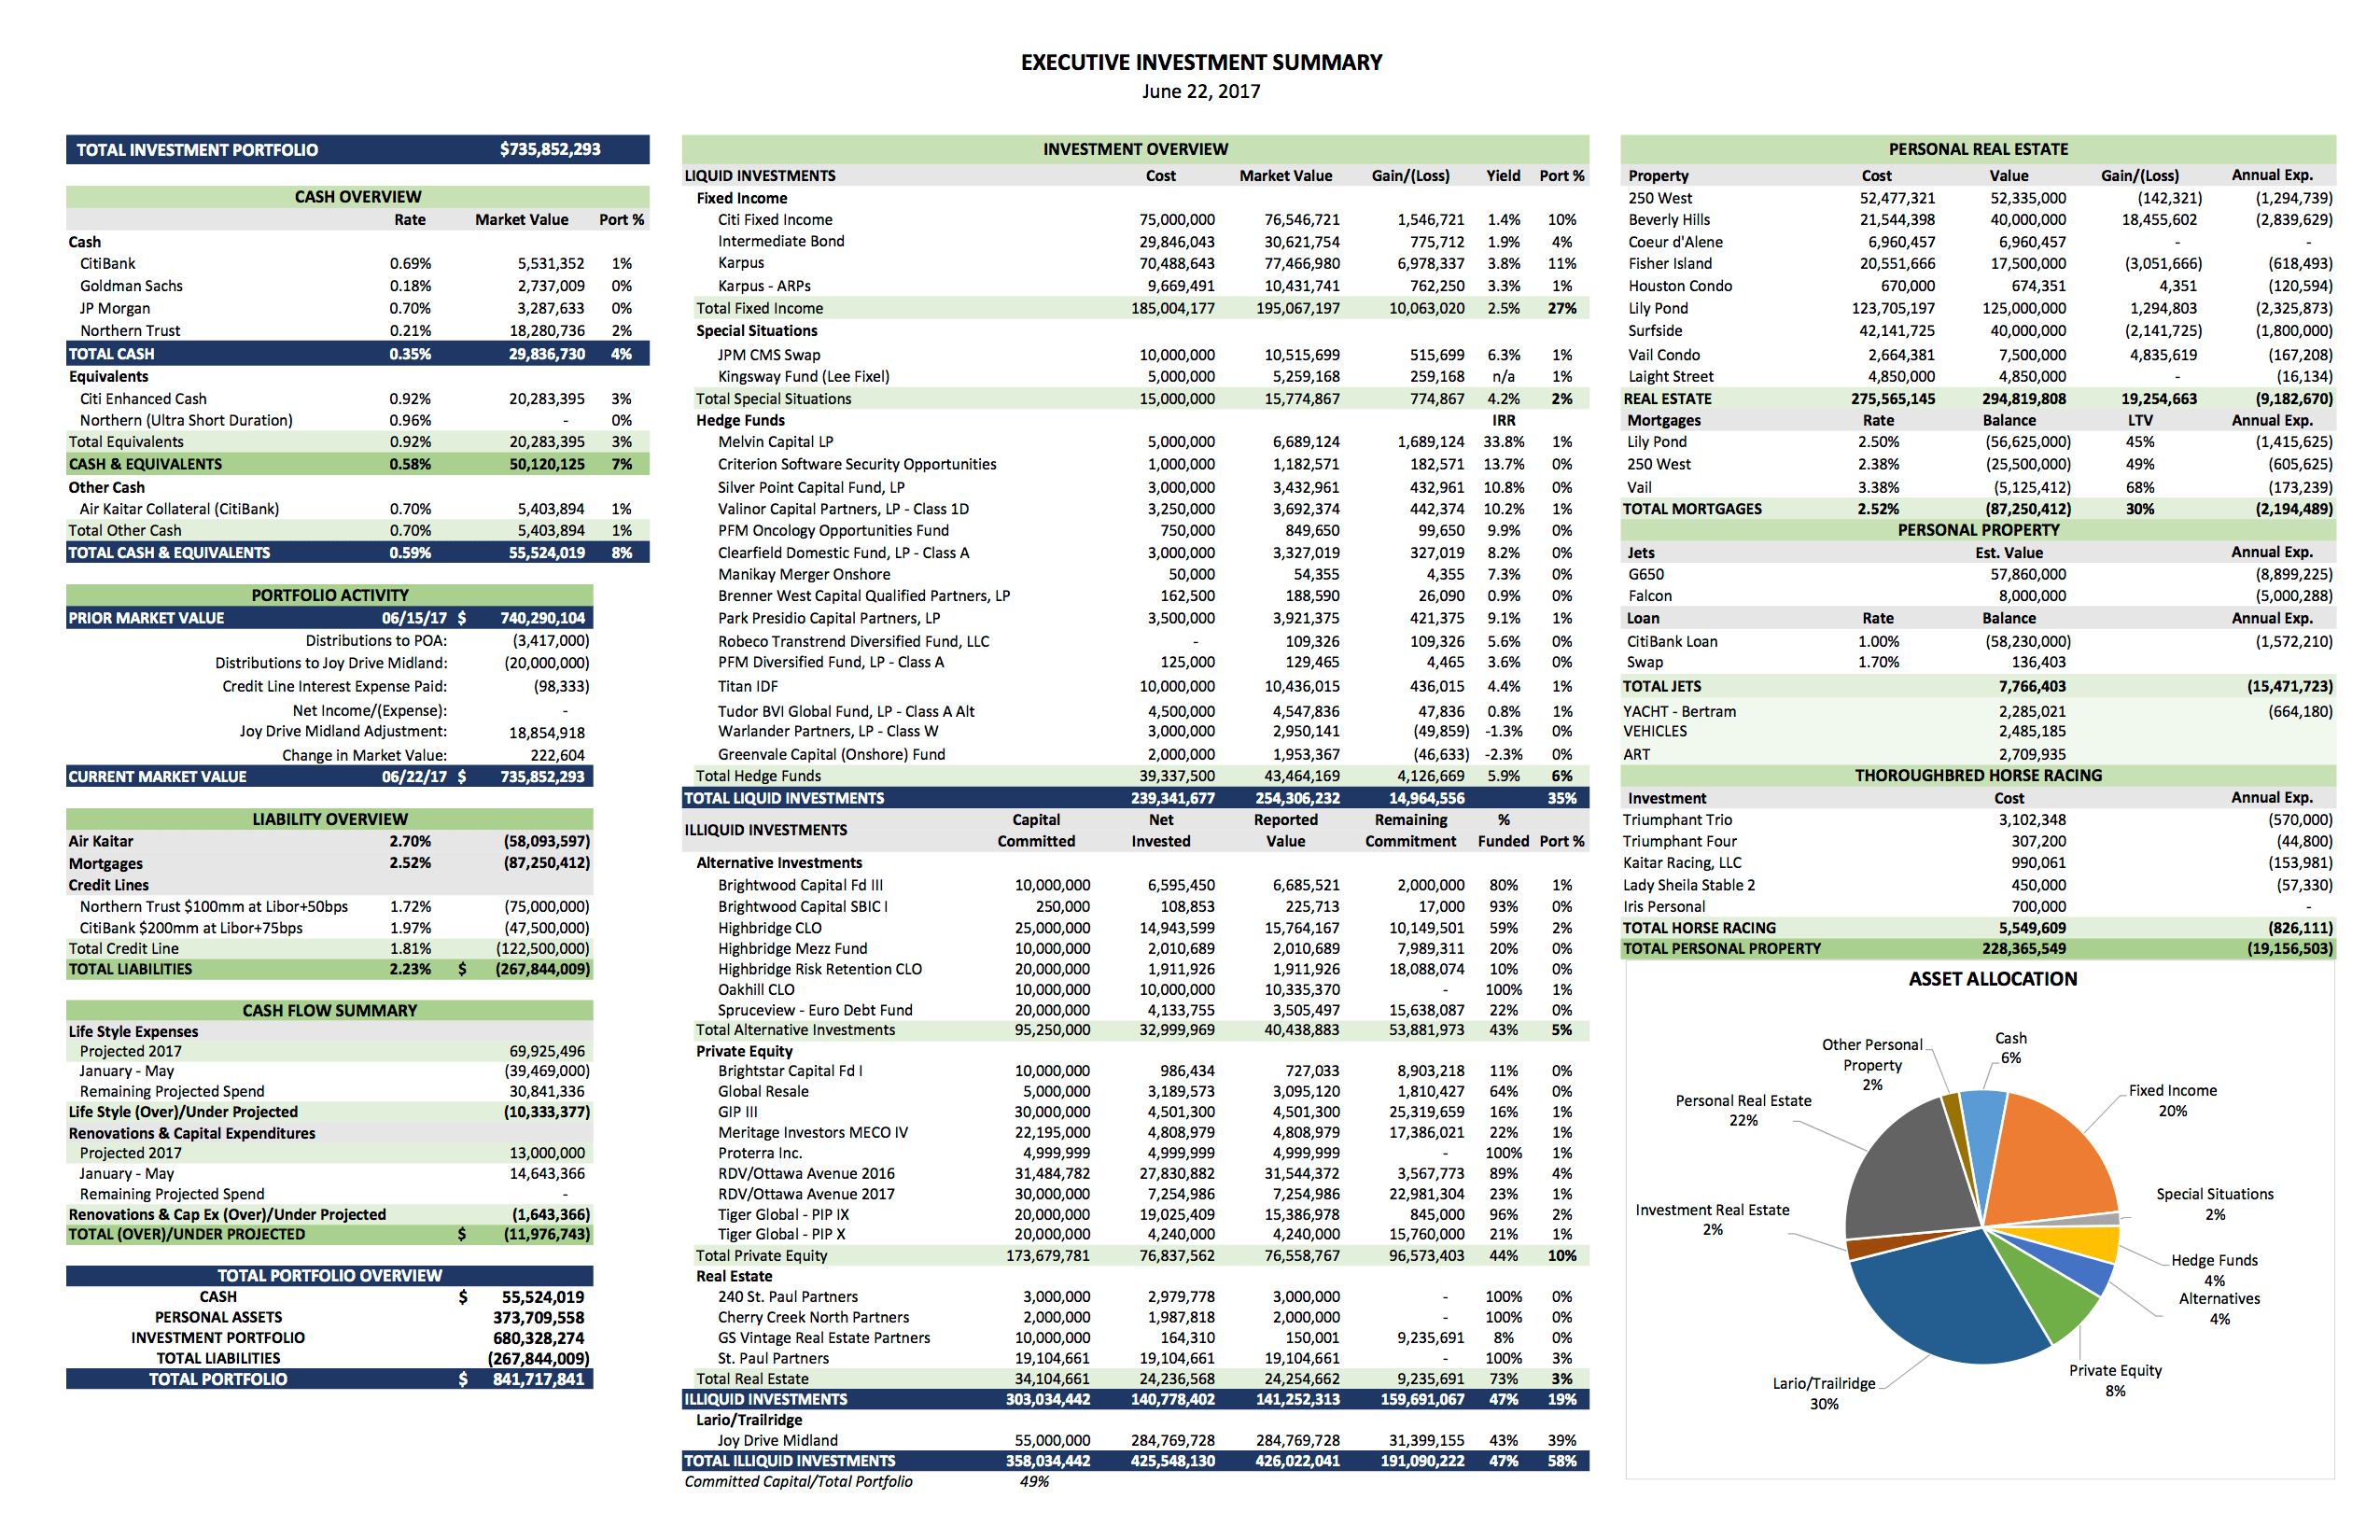 EXECUTIVE INVESTMENT SUMMARY
June 22, 2017
TOTAL INVESTMENT PORTFOLIO $735,852,293
CASH OVERVIEW
Rate Market Value Port %
Cash
CitiBank 0.69% 5,531,352 1%
Goldman Sachs 0.18% 2,737,009 0%
JP Morgan 0.70% 3,287,633 0%
Northern Trust 0.21% 18,280,736 2%
TOTAL CASH 0.35% 29,836,730 4%
Equivalents
Citi Enhanced Cash 0.92% 20,283,395 3%
Northern (Ultra Short Duration) 0.96% - 0%
Total Equivalents 0.92% 20,283,395 3%
CASH & EQUIVALENTS 0.58% 50,120,125 7%
Other Cash
Air Kaitar Collateral (CitiBank) 0.70% 5,403,894 1%
Total Other Cash 0.70% 5,403,894 1%
TOTAL CASH & EQUIVALENTS 0.59% 55,524,019 8%
PORTFOLIO ACTIVITY
PRIOR MARKET VALUE 06/15/17 $ 740,290,104
Distributions to POA: (3,417,000)
Distributions to Joy Drive Midland: (20,000,000)
Credit Line Interest Expense Paid: (98,333)
Net Income/(Expense): -
Joy Drive Midland Adjustment: 18,854,918
Change in Market Value: 222,604
CURRENT MARKET VALUE 06/22/17 $ 735,852,293
LIABILITY OVERVIEW
Air Kaitar 2.70% (58,093,597)
Mortgages 2.52% (87,250,412)
Credit Lines
Northern Trust $100mm at Libor+50bps 1.72% (75,000,000)
CitiBank $200mm at Libor+75bps 1.97% (47,500,000)
Total Credit Line 1.81% (122,500,000)
TOTAL LIABILITIES 2.23% $ (267,844,009)
CASH FLOW SUMMARY
Life Style Expenses
Projected 2017 69,925,496
January - May (39,469,000)
Remaining Projected Spend 30,841,336
Life Style (Over)/Under Projected (10,333,377)
Renovations & Capital Expenditures
Projected 2017 13,000,000
January - May 14,643,366
Remaining Projected Spend -
Renovations & Cap Ex (Over)/Under Projected (1,643,366)
TOTAL (OVER)/UNDER PROJECTED $ (11,976,743)
TOTAL PORTFOLIO OVERVIEW
CASH $ 55,524,019
PERSONAL ASSETS 373,709,558
INVESTMENT PORTFOLIO 680,328,274
TOTAL LIABILITIES (267,844,009)
TOTAL PORTFOLIO $ 841,717,841
INVESTMENT OVERVIEW
LIQUID INVESTMENTS Cost Market Value Gain/(Loss) Yield Port %
Fixed Income
Citi Fixed Income 75,000,000 76,546,721 1,546,721 1.4% 10%
Intermediate Bond 29,846,043 30,621,754 775,712 1.9% 4%
Karpus 70,488,643 77,466,980 6,978,337 3.8% 11%
Karpus - ARPs 9,669,491 10,431,741 762,250 3.3% 1%
Total Fixed Income 185,004,177 195,067,197 10,063,020 2.5% 27%
Special Situations
JPM CMS Swap 10,000,000 10,515,699 515,699 6.3% 1%
Kingsway Fund (Lee Fixel) 5,000,000 5,259,168 259,168 n/a 1%
Total Special Situations 15,000,000 15,774,867 774,867 4.2% 2%
Hedge Funds IRR
Melvin Capital LP 5,000,000 6,689,124 1,689,124 33.8% 1%
Criterion Software Security Opportunities 1,000,000 1,182,571 182,571 13.7% 0%
Silver Point Capital Fund, LP 3,000,000 3,432,961 432,961 10.8% 0%
Valinor Capital Partners, LP - Class 1D 3,250,000 3,692,374 442,374 10.2% 1%
PFM Oncology Opportunities Fund 750,000 849,650 99,650 9.9% 0%
Clearfield Domestic Fund, LP - Class A 3,000,000 3,327,019 327,019 8.2% 0%
Manikay Merger Onshore 50,000 54,355 4,355 7.3% 0%
Brenner West Capital Qualified Partners, LP 162,500 188,590 26,090 0.9% 0%
Park Presidio Capital Partners, LP 3,500,000 3,921,375 421,375 9.1% 1%
Robeco Transtrend Diversified Fund, LLC - 109,326 109,326 5.6% 0%
PFM Diversified Fund, LP - Class A 125,000 129,465 4,465 3.6% 0%
Titan IDF 10,000,000 10,436,015 436,015 4.4% 1%
Tudor BVI Global Fund, LP - Class A Alt 4,500,000 4,547,836 47,836 0.8% 1%
Warlander Partners, LP - Class W 3,000,000 2,950,141 (49,859) -1.3% 0%
Greenvale Capital (Onshore) Fund 2,000,000 1,953,367 (46,633) -2.3% 0%
Total Hedge Funds 39,337,500 43,464,169 4,126,669 5.9% 6%
TOTAL LIQUID INVESTMENTS 239,341,677 254,306,232 14,964,556 35%
ILLIQUID INVESTMENTS Capital Committed Net Invested Reported Value Remaining Commitment % Funded Port %
Alternative Investments
Brightwood Capital Fd III 10,000,000 6,595,450 6,685,521 2,000,000 80% 1%
Brightwood Capital SBIC I 250,000 108,853 225,713 17,000 93% 0%
Highbridge CLO 25,000,000 14,943,599 15,764,167 10,149,501 59% 2%
Highbridge Mezz Fund 10,000,000 2,010,689 2,010,689 7,989,311 20% 0%
Highbridge Risk Retention CLO 20,000,000 1,911,926 1,911,926 18,088,074 10% 0%
Oakhill CLO 10,000,000 10,000,000 10,335,370 - 100% 1%
Spruceview - Euro Debt Fund 20,000,000 4,133,755 3,505,497 15,638,087 22% 0%
Total Alternative Investments 95,250,000 32,999,969 40,438,883 53,881,973 43% 5%
Private Equity
Brightstar Capital Fd I 10,000,000 986,434 727,033 8,903,218 11% 0%
Global Resale 5,000,000 3,189,573 3,095,120 1,810,427 64% 0%
GIP III 30,000,000 4,501,300 4,501,300 25,319,659 16% 1%
Meritage Investors MECO IV 22,195,000 4,808,979 4,808,979 17,386,021 22% 1%
Proterra Inc. 4,999,999 4,999,999 4,999,999 - 100% 1%
RDV/Ottawa Avenue 2016 31,484,782 27,830,882 31,544,372 3,567,773 89% 4%
RDV/Ottawa Avenue 2017 30,000,000 7,254,986 7,254,986 22,981,304 23% 1%
Tiger Global - PIP IX 20,000,000 19,025,409 15,386,978 845,000 96% 2%
Tiger Global - PIP X 20,000,000 4,240,000 4,240,000 15,760,000 21% 1%
Total Private Equity 173,679,781 76,837,562 76,558,767 96,573,403 44% 10%
Real Estate
240 St. Paul Partners 3,000,000 2,979,778 3,000,000 - 100% 0%
Cherry Creek North Partners 2,000,000 1,987,818 2,000,000 - 100% 0%
GS Vintage Real Estate Partners 10,000,000 164,310 150,001 9,235,691 8% 0%
St. Paul Partners 19,104,661 19,104,661 19,104,661 - 100% 3%
Total Real Estate 34,104,661 24,236,568 24,254,662 9,235,691 73% 3%
ILLIQUID INVESTMENTS 303,034,442 140,778,402 141,252,313 159,691,067 47% 19%
Lario/Trailridge
Joy Drive Midland 55,000,000 284,769,728 284,769,728 31,399,155 43% 39%
TOTAL ILLIQUID INVESTMENTS 358,034,442 425,548,130 426,022,041 191,090,222 47% 58%
Committed Capital/Total Portfolio 49%
PERSONAL REAL ESTATE
Property Cost Value Gain/(Loss) Annual Exp.
250 West 52,477,321 52,335,000 (142,321) (1,294,739)
Beverly Hills 21,544,398 40,000,000 18,455,602 (2,839,629)
Coeur d'Alene 6,960,457 6,960,457 - -
Fisher Island 20,551,666 17,500,000 (3,051,666) (618,493)
Houston Condo 670,000 674,351 4,351 (120,594)
Lily Pond 123,705,197 125,000,000 1,294,803 (2,325,873)
Surfside 42,141,725 40,000,000 (2,141,725) (1,800,000)
Vail Condo 2,664,381 7,500,000 4,835,619 (167,208)
Laight Street 4,850,000 4,850,000 - (16,134)
REAL ESTATE 275,565,145 294,819,808 19,254,663 (9,182,670)
Mortgages Rate Balance LTV Annual Exp.
Lily Pond 2.50% (56,625,000) 45% (1,415,625)
250 West 2.38% (25,500,000) 49% (605,625)
Vail 3.38% (5,125,412) 68% (173,239)
TOTAL MORTGAGES 2.52% (87,250,412) 30% (2,194,489)
PERSONAL PROPERTY
Jets Est. Value Annual Exp.
G650 57,860,000 (8,899,225)
Falcon 8,000,000 (5,000,288)
Loan Rate Balance Annual Exp.
CitiBank Loan 1.00% (58,230,000) (1,572,210)
Swap 1.70% 136,403
TOTAL JETS 7,766,403 (15,471,723)
YACHT - Bertram 2,285,021 (664,180)
VEHICLES 2,485,185
ART 2,709,935
THOROUGHBRED HORSE RACING
Investment Cost Annual Exp.
Triumphant Trio 3,102,348 (570,000)
Triumphant Four 307,200 (44,800)
Kaitar Racing, LLC 990,061 (153,981)
Lady Sheila Stable 2 450,000 (57,330)
Iris Personal 700,000 -
TOTAL HORSE RACING 5,549,609 (826,111)
TOTAL PERSONAL PROPERTY 228,365,549 (19,156,503)
ASSET ALLOCATION
Cash
6%
Fixed Income
20%
Special Situations
2%
Hedge Funds
4%
Alternatives
4%
Private Equity
8%
Lario/Trailridge
30%
Investment Real Estate
2%
Personal Real Estate
22%
Other Personal
Property
2%